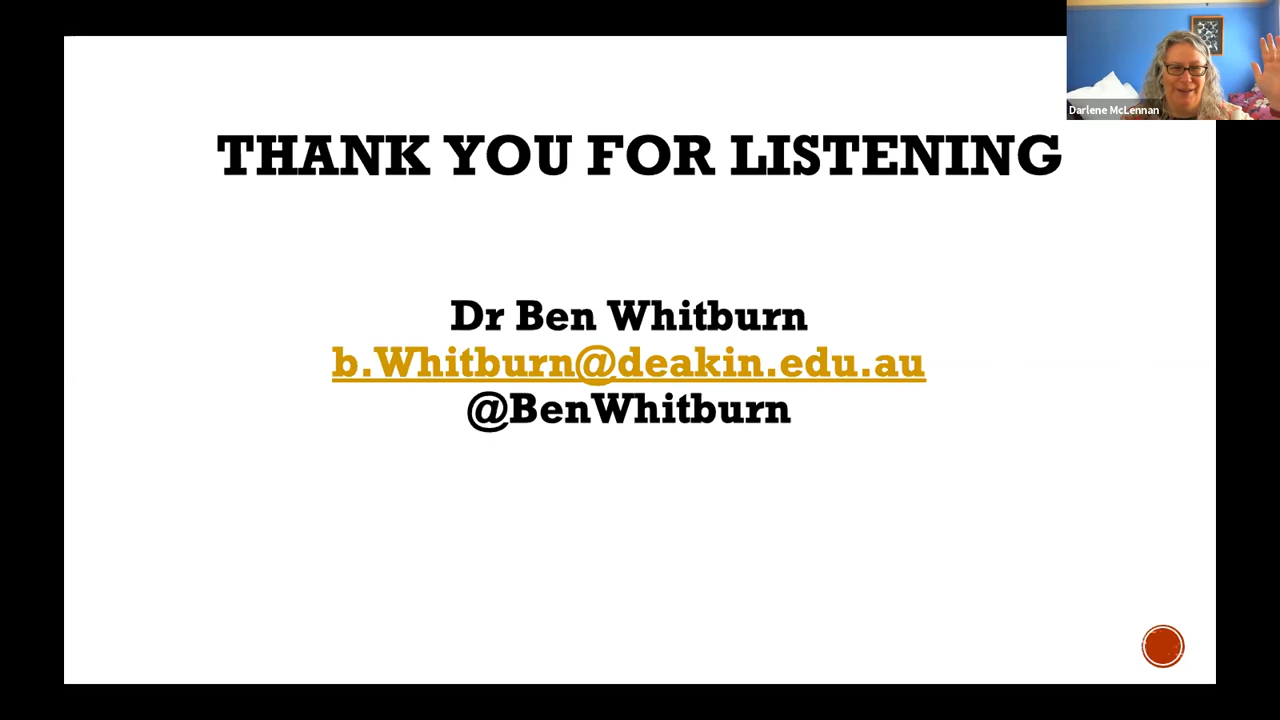 Darlene McLennan
THANK YOU FOR LISTENING
Dr Ben Whitburn
b.Whitburn@deakin.edu.au
@BenWhitburn